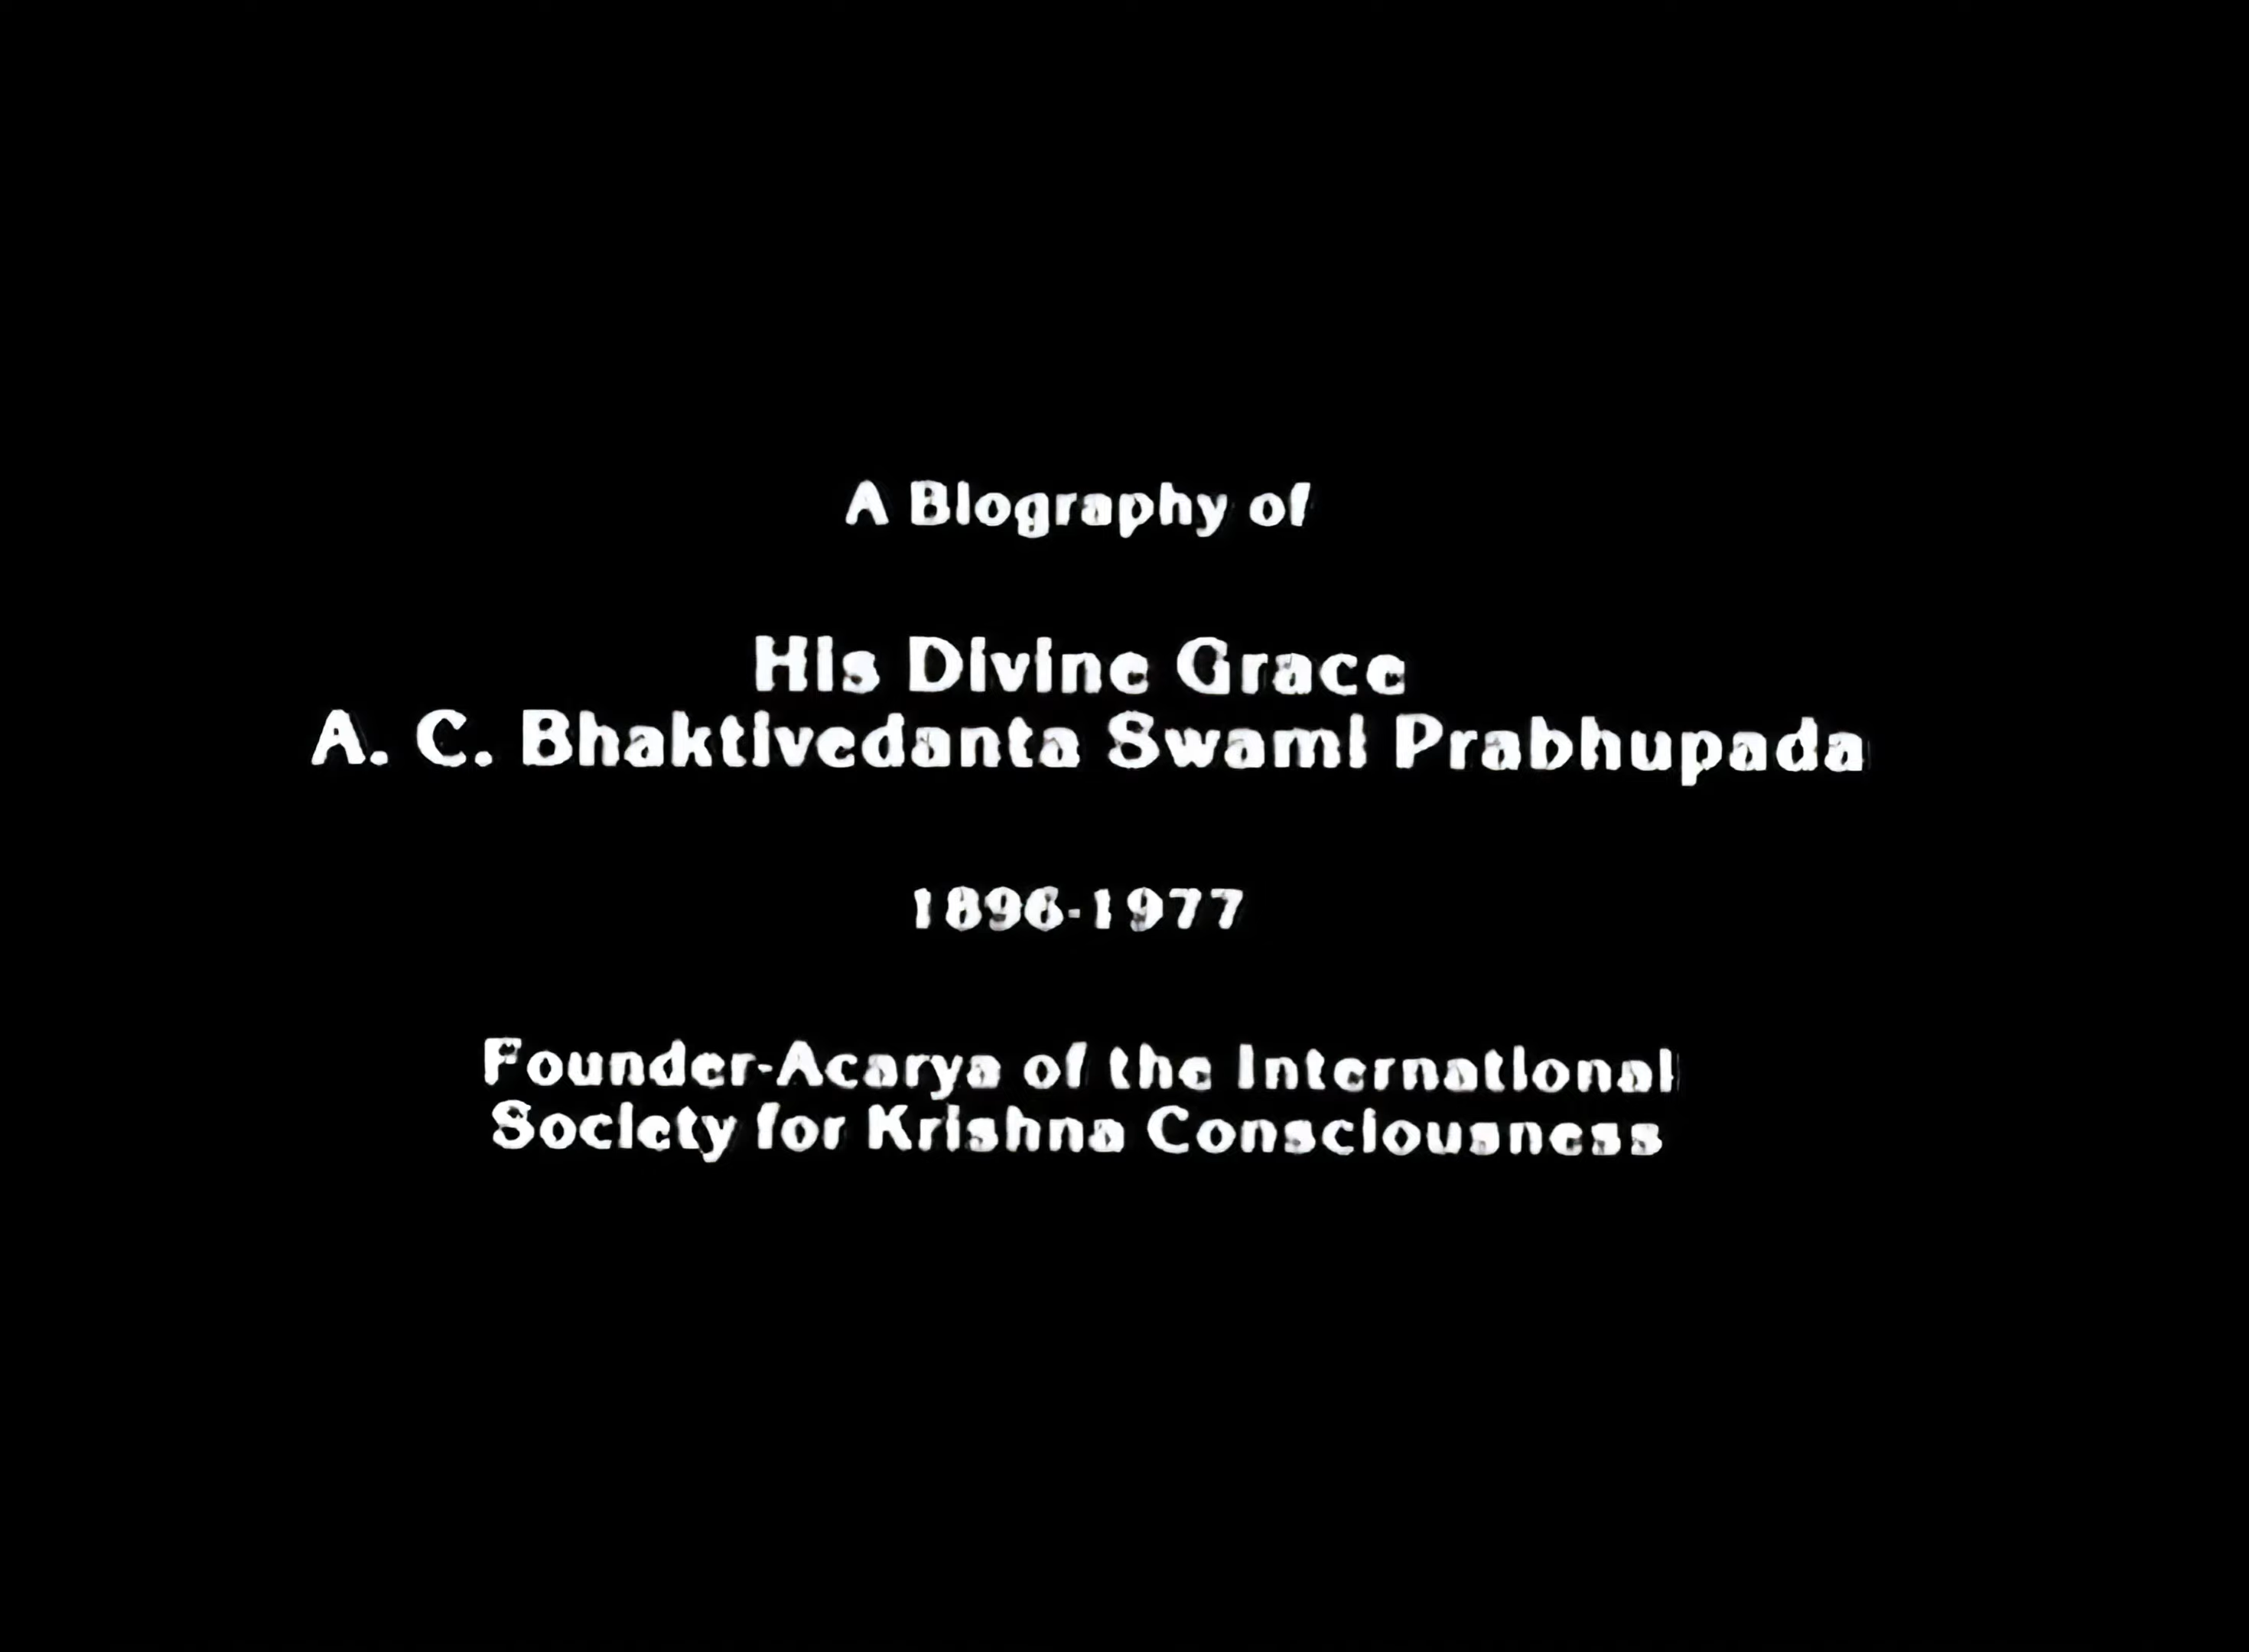 A Biography of
His Divine Grace
A. C. Bhaktivedanta Swami Prabhupada
1896-1977
Founder-Acarya of the International
Society for Krishna Consciousness